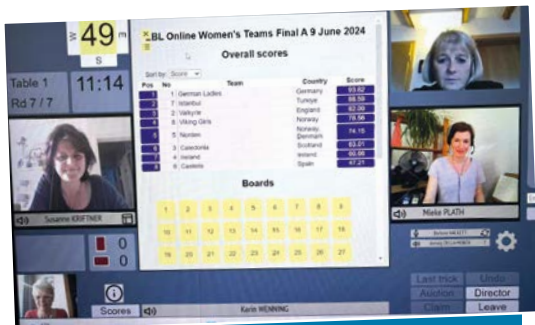 W 49 E
S
Table 1
11:14
Rd 7 / 7
BL Online Women's Teams Final A 9 June 2024
Overall scores
Sort by: Score
Pos No Team Country Score
1 1 German Ladies Germany 93.62
2 7 Istanbul Turkiye 88.59
3 2 Valkyrie England 82.00
4 8 Viking Girls Norway 78.56
5 5 Norden Norway, Denmark 74.15
6 3 Caledonia Scotland 63.01
7 4 Ireland Ireland 60.86
8 6 Spain 47.21
Boards
1 2 3 4 5 6 7 8 9
10 11 12 13 14 15 16 17 18
19 20 21 22 23 24 25 26 27
Susanne KRIFTNER
Mieke PLATH
0
0
Scores
Karin WENNING
Last trick
Undo
Auction
Director
Claim
Leave